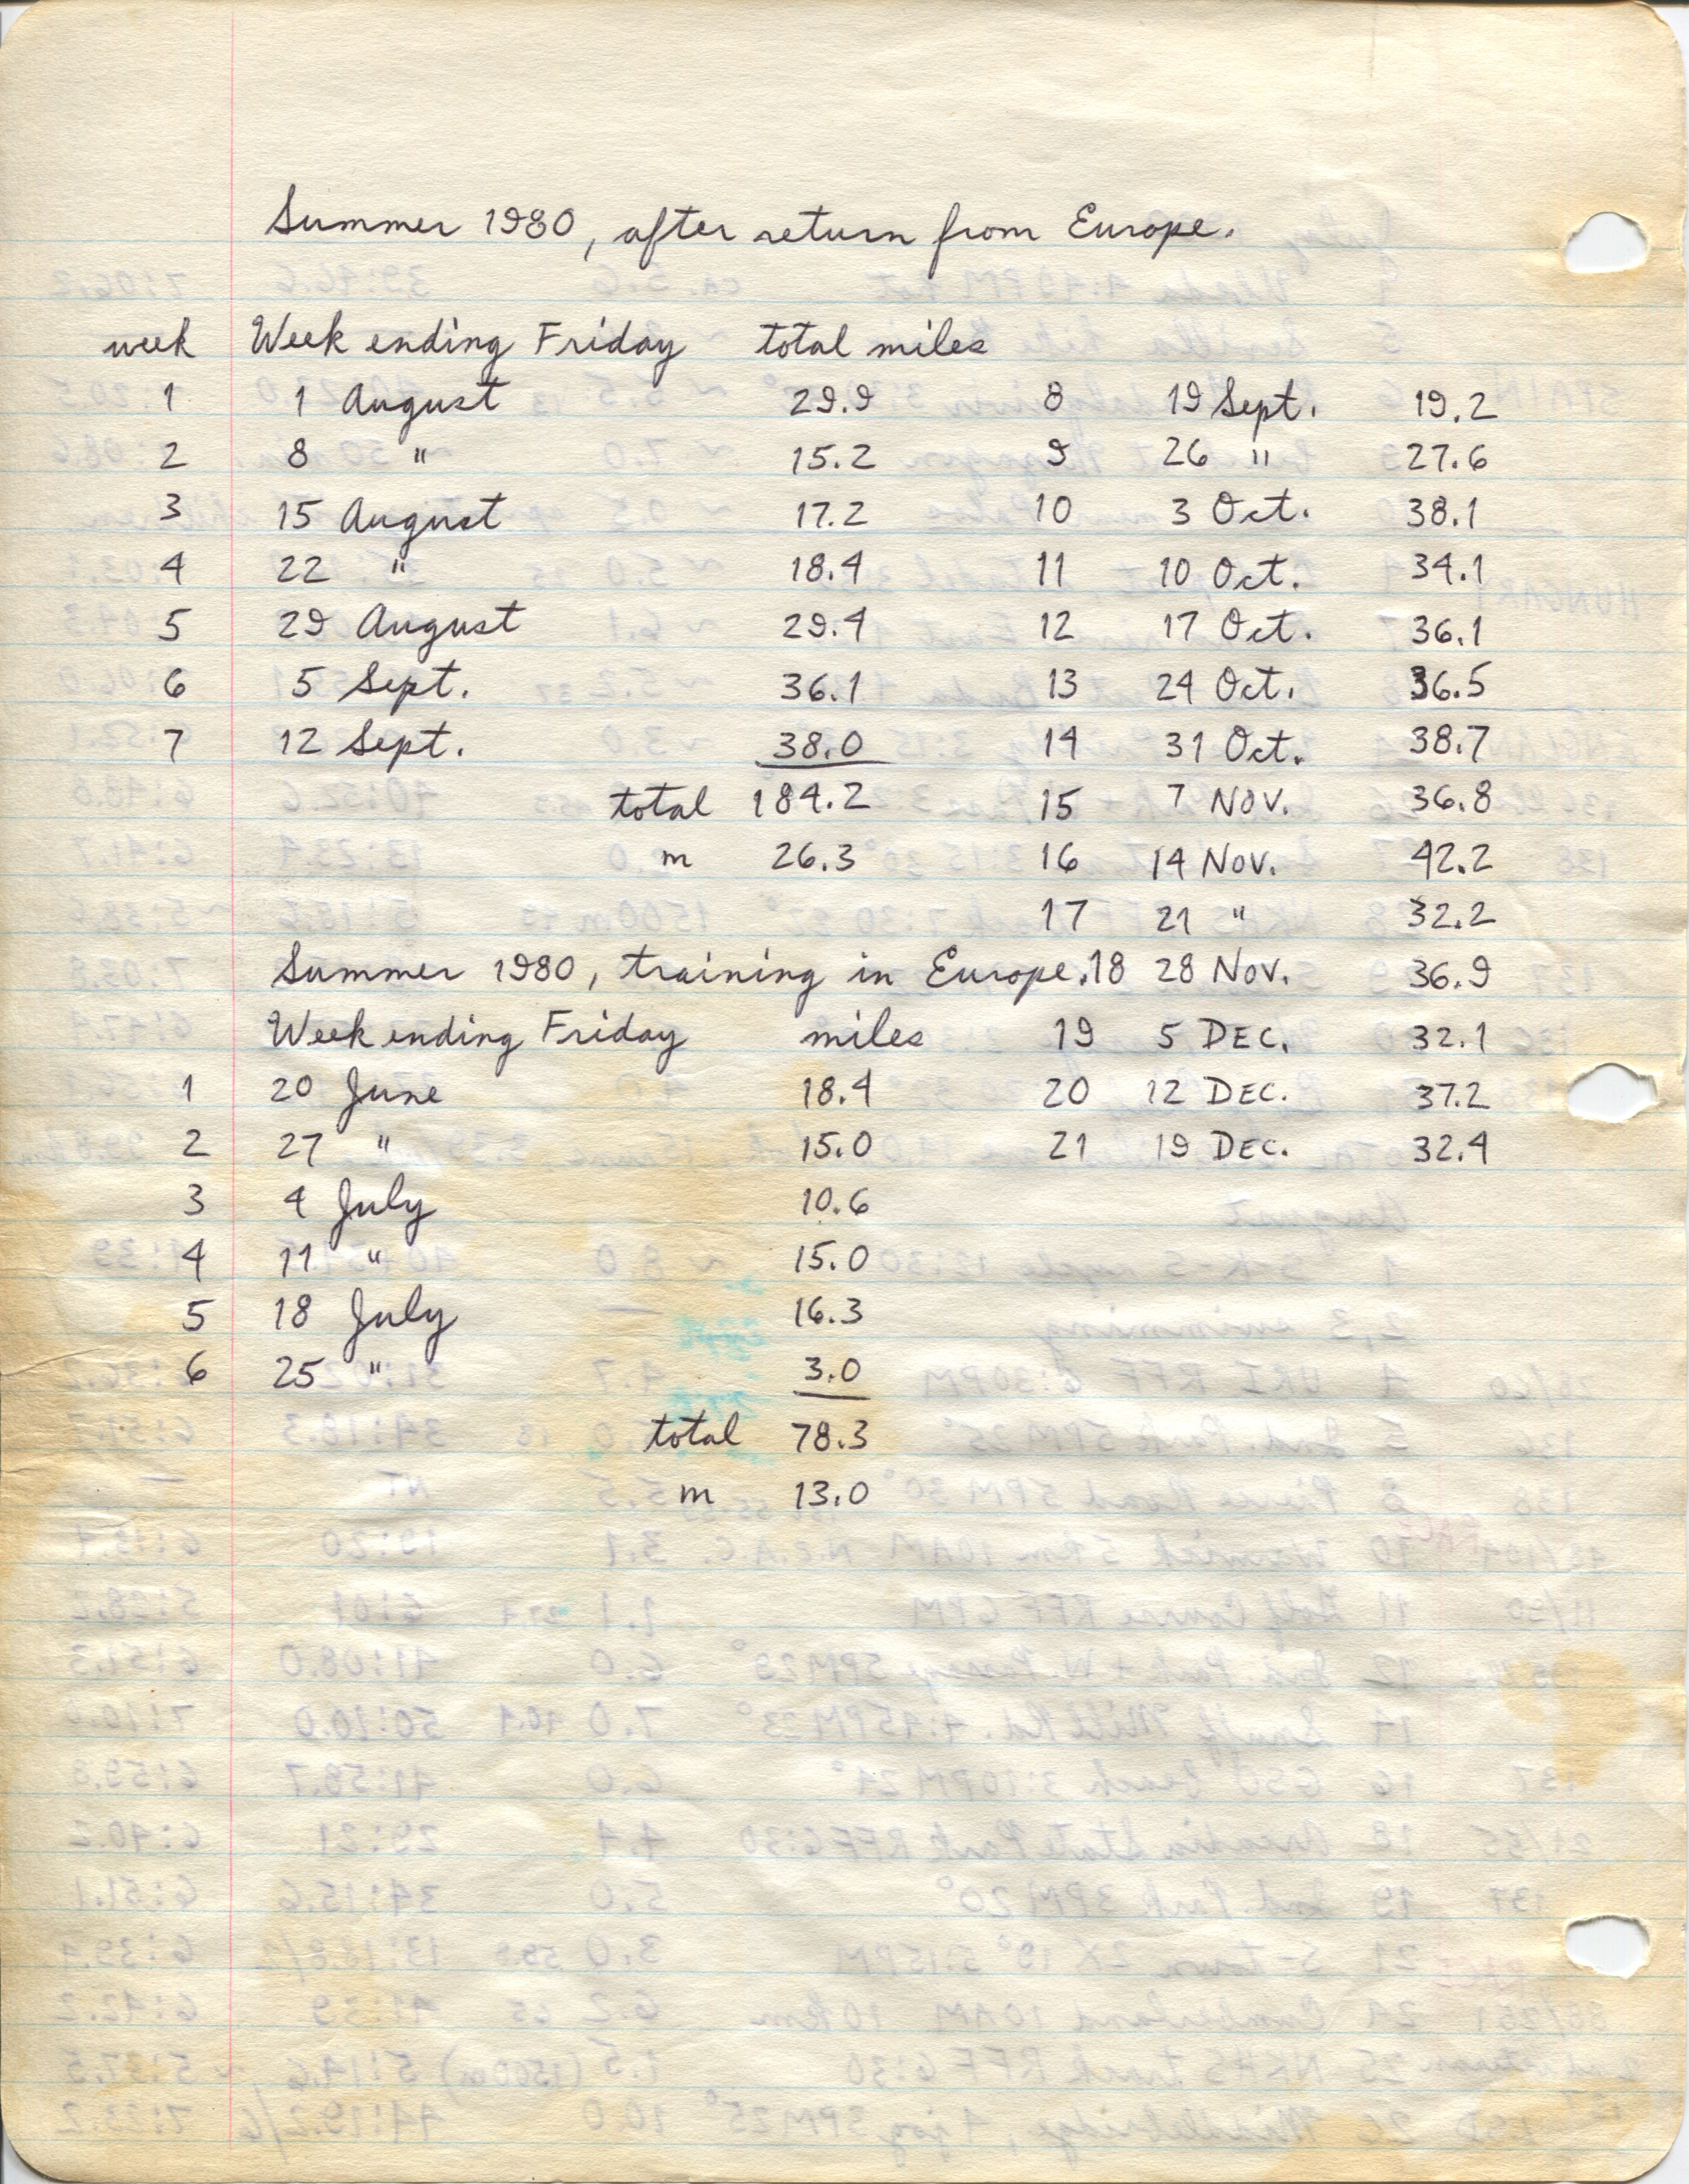 Summer 1980, after return from Europe.
week Week ending Friday total miles
1 1 August 29.9 8 19 Sept. 19.2
2 8 " 15.2 9 26 " 27.6
3 15 August 17.2 10 3 Oct. 38.1
4 22 " 18.4 11 10 Oct. 34.1
5 29 August 29.4 12 17 Oct. 36.1
6 5 Sept. 36.1 13 24 Oct. 36.5
7 12 Sept. 38.0 14 31 Oct. 38.7
total 184.2 15 7 NOV. 36.8
m 26.3 16 14 Nov. 42.2
17 21 " 32.2
Summer 1980, training in Europe. 18 28 Nov. 36.9
Week ending Friday miles 19 5 DEC. 32.1
1 20 June 18.4 20 12 DEC. 37.2
2 27 " 15.0 21 19 DEC. 32.4
3 4 July 10.6
4 11 " 15.0
5 18 July 16.3
6 25 " 3.0
total 78.3
m 13.0